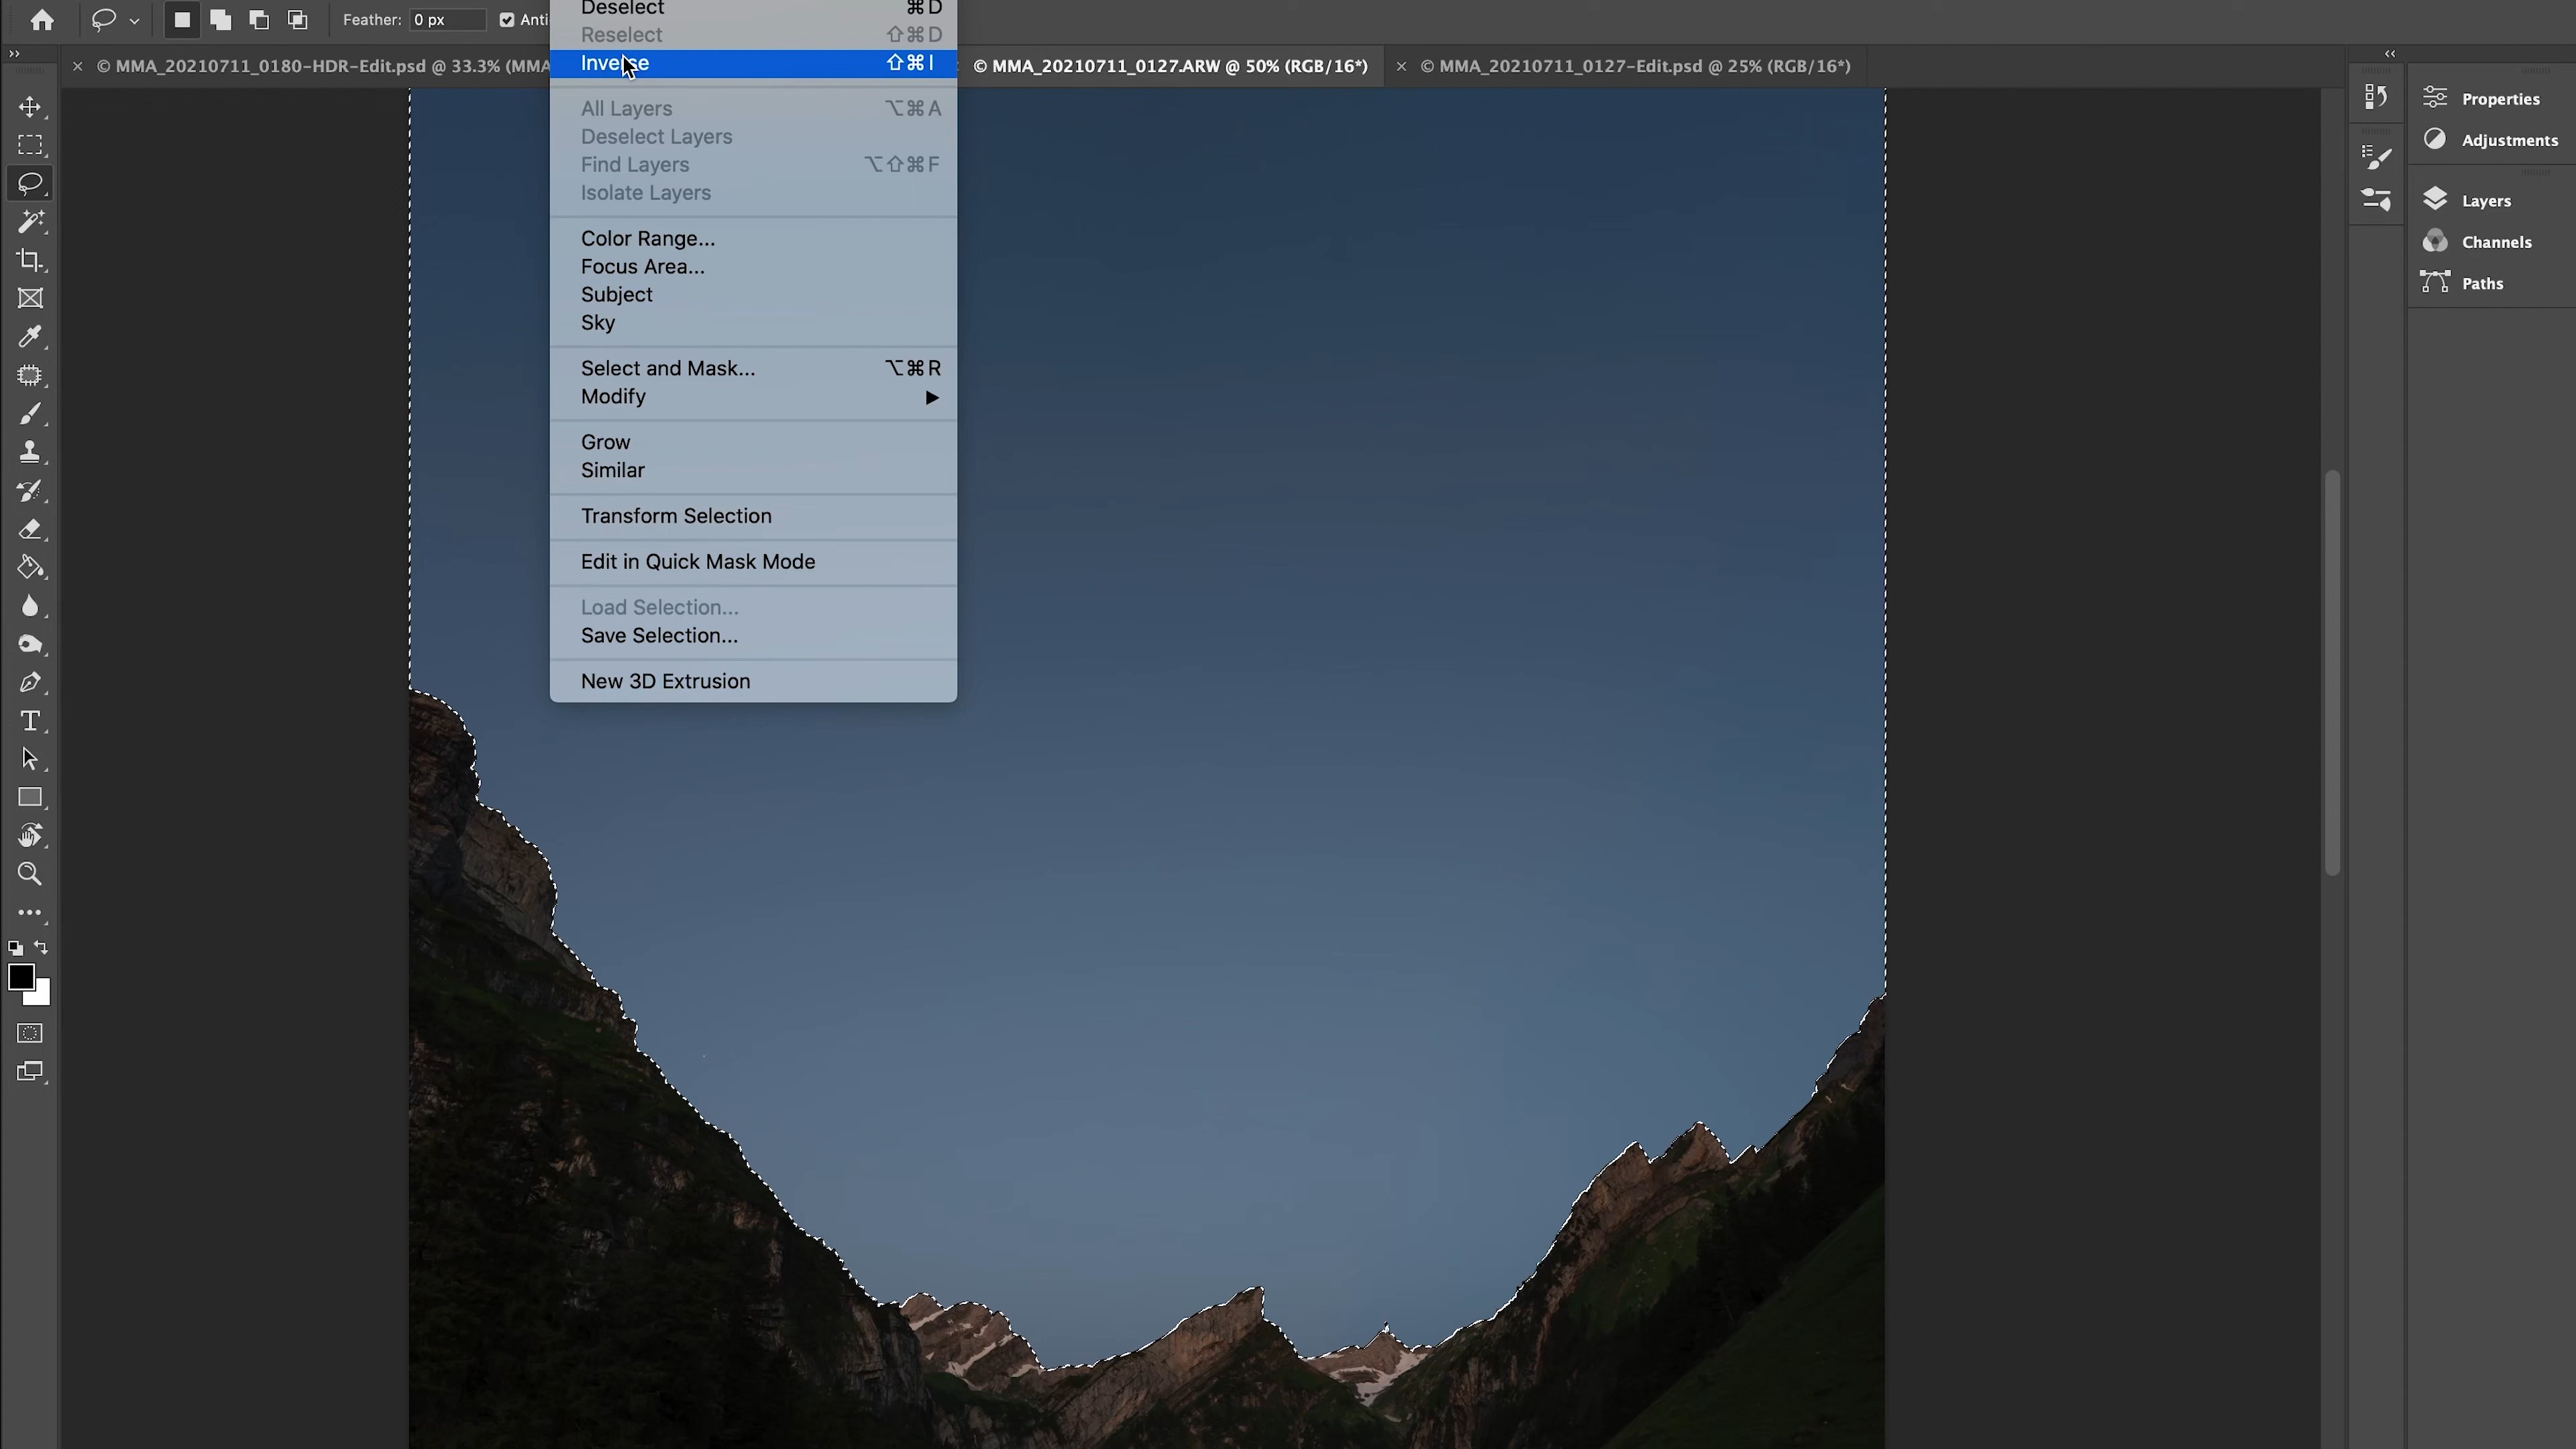 Feather: 0 px
Anti
× © MMA_20210711_0180-HDR-Edit.psd @ 33.3% (MMA
© MMA_20210711_0127.ARW @ 50% (RGB/16*)
× © MMA_20210711_0127-Edit.psd @ 25% (RGB/16*)
Deselect ⌘D
Reselect ⇧⌘D
Inverse ⇧⌘I
All Layers ⌥⌘A
Deselect Layers
Find Layers ⌥⇧⌘F
Isolate Layers
Color Range...
Focus Area...
Subject
Sky
Select and Mask... ⌥⌘R
Modify ▶
Grow
Similar
Transform Selection
Edit in Quick Mask Mode
Load Selection...
Save Selection...
New 3D Extrusion
Properties
Adjustments
Layers
Channels
Paths